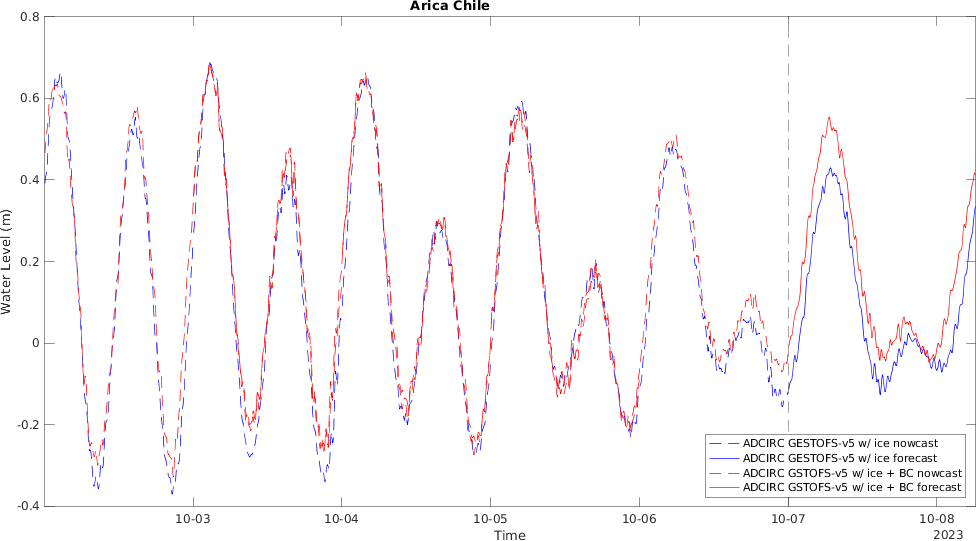 Arica Chile
0.8
0.6
0.4
0.2
0
-0.2
-0.4
Water Level (m)
ADCIRC GESTOFS-v5 w/ ice nowcast
ADCIRC GESTOFS-v5 w/ ice forecast
ADCIRC GSTOFS-v5 w/ ice + BC nowcast
ADCIRC GSTOFS-v5 w/ ice + BC forecast
10-03 10-04 10-05 10-06 10-07 10-08
Time
2023